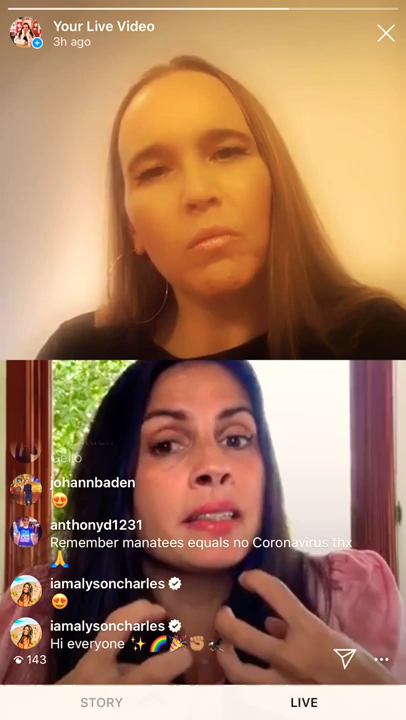 Your Live Video
3h ago
johannbaden
😍
anthonyd1231
Remember manatees equals no Coronavirus thx
🙏
iamalysoncharles
😍
iamalysoncharles
Hi everyone ✨🌈🎉✊🏽
143
STORY
LIVE